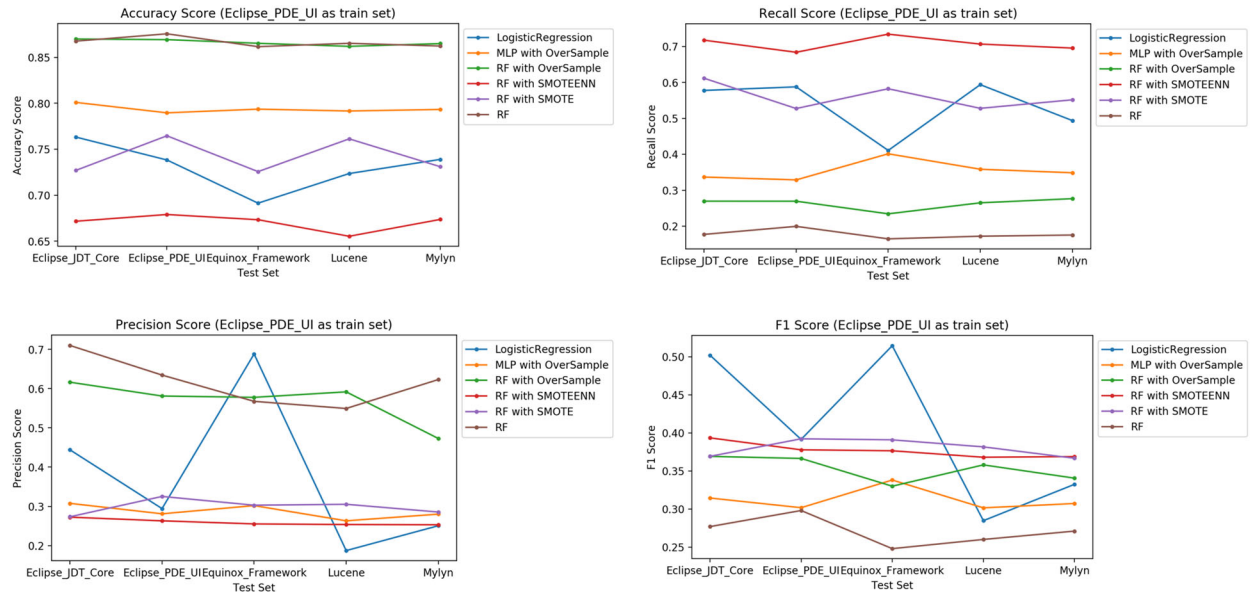 Accuracy Score (Eclipse_PDE_UI as train set)
Accuracy Score
0.85
0.80
0.75
0.70
0.65
Eclipse_JDT_Core Eclipse_PDE_UI Equinox_Framework Lucene Mylyn
Test Set
LogisticRegression
MLP with OverSample
RF with OverSample
RF with SMOTEENN
RF with SMOTE
RF
Recall Score (Eclipse_PDE_UI as train set)
Recall Score
0.7
0.6
0.5
0.4
0.3
0.2
Eclipse_JDT_Core Eclipse_PDE_UI Equinox_Framework Lucene Mylyn
Test Set
LogisticRegression
MLP with OverSample
RF with OverSample
RF with SMOTEENN
RF with SMOTE
RF
Precision Score (Eclipse_PDE_UI as train set)
Precision Score
0.7
0.6
0.5
0.4
0.3
0.2
Eclipse_JDT_Core Eclipse_PDE_UI Equinox_Framework Lucene Mylyn
Test Set
LogisticRegression
MLP with OverSample
RF with OverSample
RF with SMOTEENN
RF with SMOTE
RF
F1 Score (Eclipse_PDE_UI as train set)
F1 Score
0.50
0.45
0.40
0.35
0.30
0.25
Eclipse_JDT_Core Eclipse_PDE_UI Equinox_Framework Lucene Mylyn
Test Set
LogisticRegression
MLP with OverSample
RF with OverSample
RF with SMOTEENN
RF with SMOTE
RF